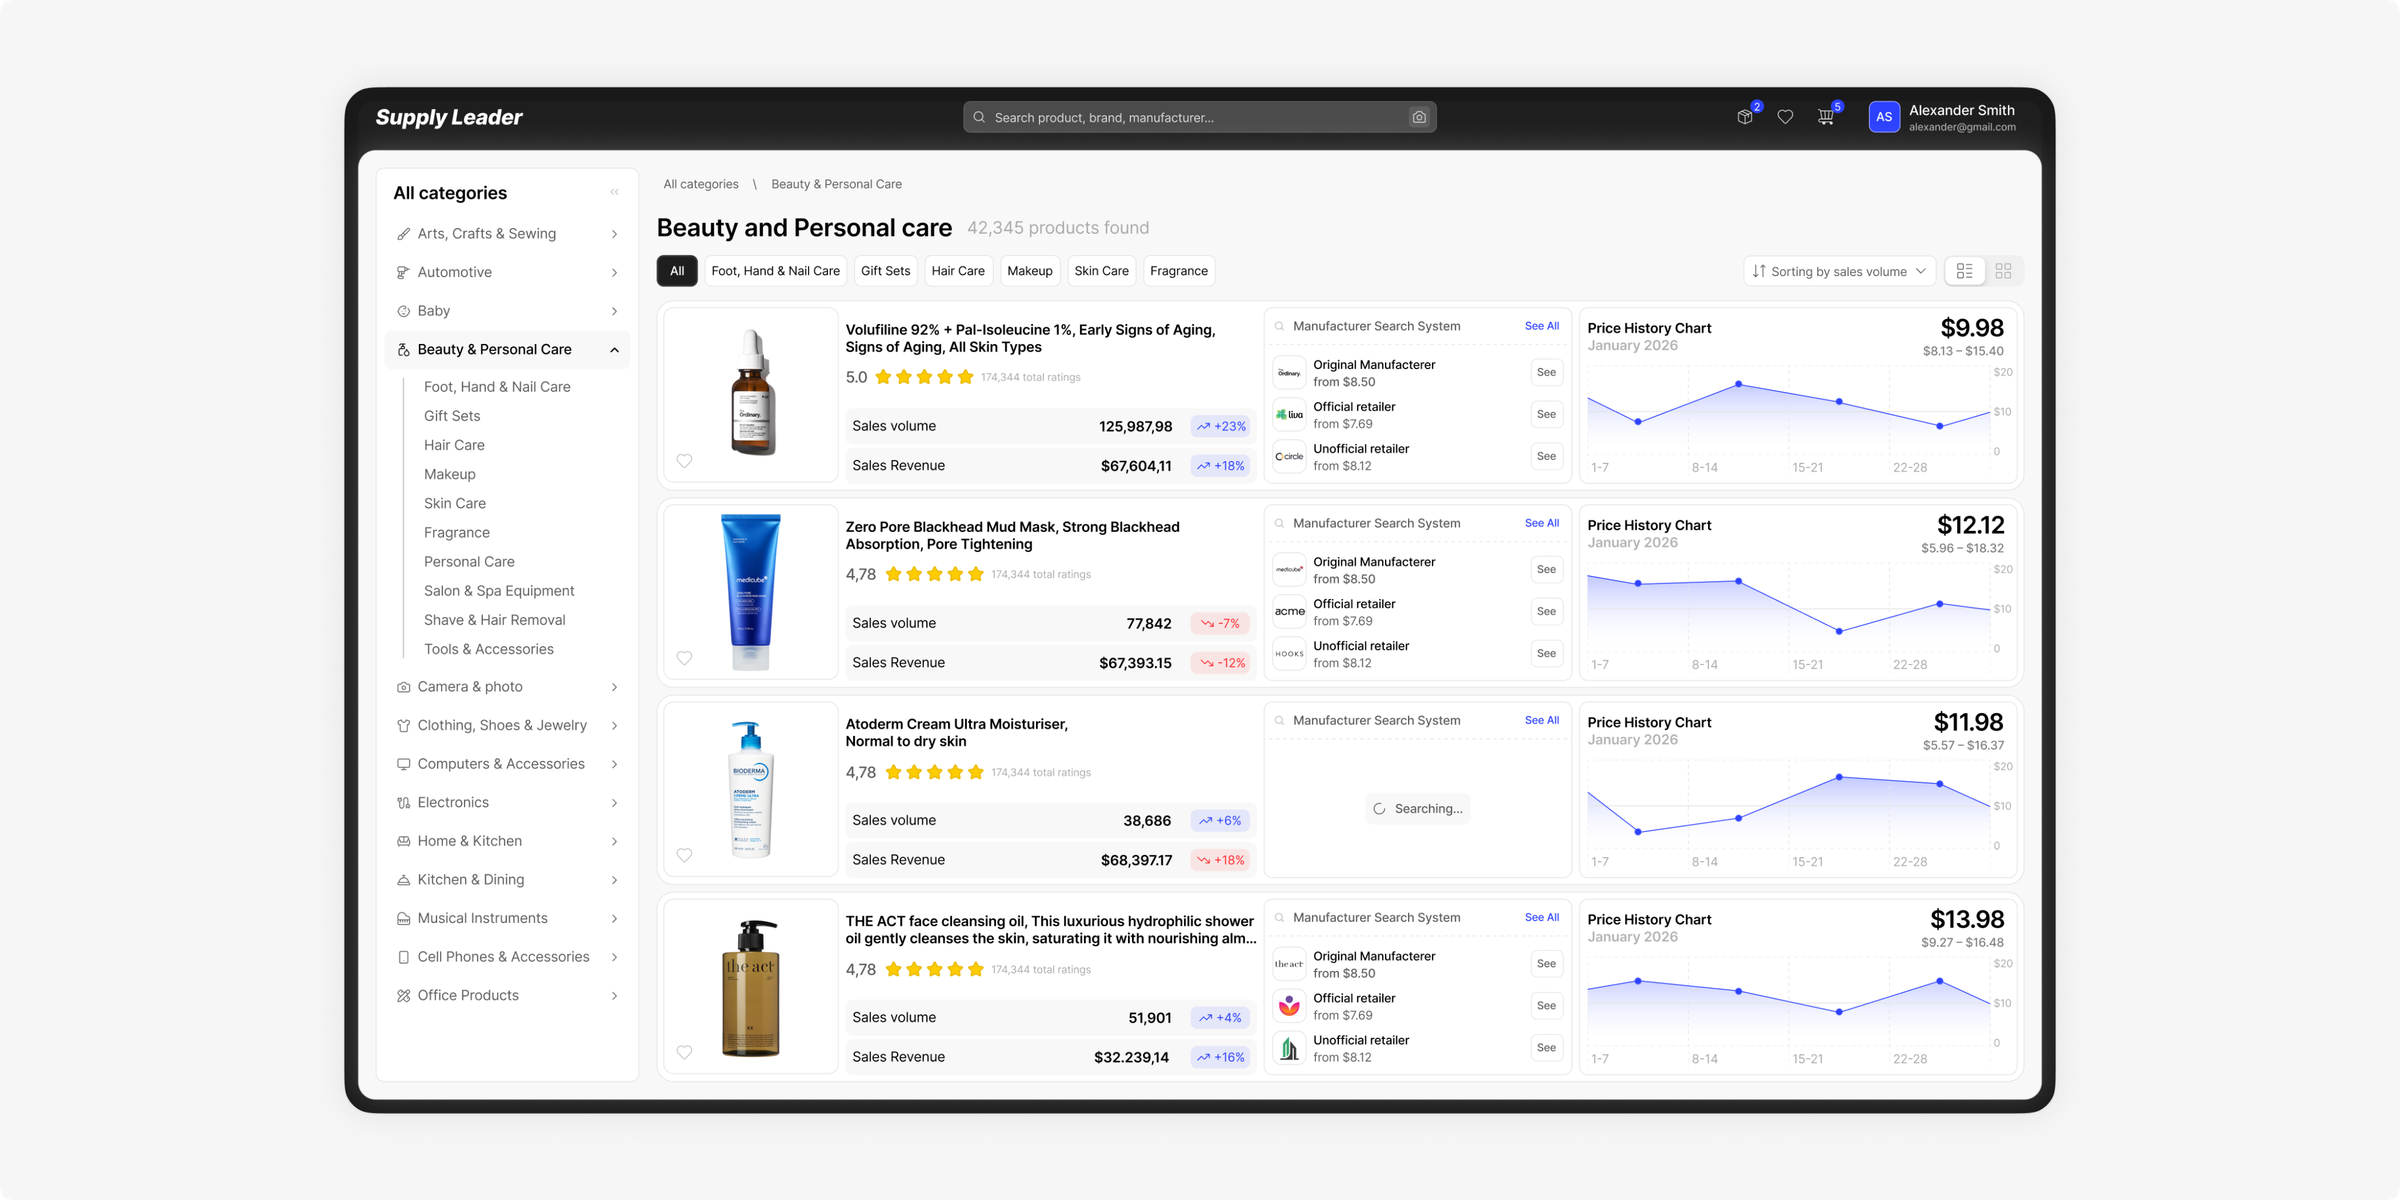 Supply Leader
Search product, brand, manufacturer...
2
5
AS
Alexander Smith
alexander@gmail.com
All categories
Arts, Crafts & Sewing
Automotive
Baby
Beauty & Personal Care
Foot, Hand & Nail Care
Gift Sets
Hair Care
Makeup
Skin Care
Fragrance
Personal Care
Salon & Spa Equipment
Shave & Hair Removal
Tools & Accessories
Camera & photo
Clothing, Shoes & Jewelry
Computers & Accessories
Electronics
Home & Kitchen
Kitchen & Dining
Musical Instruments
Cell Phones & Accessories
Office Products
All categories \ Beauty & Personal Care
Beauty and Personal care 42,345 products found
All Foot, Hand & Nail Care Gift Sets Hair Care Makeup Skin Care Fragrance
Sorting by sales volume
Ordinary.
Volufiline 92% + Pal-Isoleucine 1%, Early Signs of Aging,
Signs of Aging, All Skin Types
5.0 174,344 total ratings
Sales volume 125,987,98 +23%
Sales Revenue $67,604,11 +18%
Manufacturer Search System See All
Ordinary.
Original Manufacterer
from $8.50
See
liva
Official retailer
from $7.69
See
circle
Unofficial retailer
from $8.12
See
Price History Chart
January 2026
$9.98
$8.13 – $15.40
$20
$10
0
1-7 8-14 15-21 22-28
medicube
Zero Pore Blackhead Mud Mask, Strong Blackhead
Absorption, Pore Tightening
4,78 174,344 total ratings
Sales volume 77,842 -7%
Sales Revenue $67,393.15 -12%
Manufacturer Search System See All
medicube
Original Manufacterer
from $8.50
See
acme
Official retailer
from $7.69
See
HOOKS
Unofficial retailer
from $8.12
See
Price History Chart
January 2026
$12.12
$5.96 – $18.32
$20
$10
0
1-7 8-14 15-21 22-28
BIODERMA
ATODERM
CRÈME ULTRA
Atoderm Cream Ultra Moisturiser,
Normal to dry skin
4,78 174,344 total ratings
Sales volume 38,686 +6%
Sales Revenue $68,397.17 +18%
Manufacturer Search System See All
Searching...
Price History Chart
January 2026
$11.98
$5.57 – $16.37
$20
$10
0
1-7 8-14 15-21 22-28
the act
THE ACT face cleansing oil, This luxurious hydrophilic shower
oil gently cleanses the skin, saturating it with nourishing alm...
4,78 174,344 total ratings
Sales volume 51,901 +4%
Sales Revenue $32.239,14 +16%
Manufacturer Search System See All
the act
Original Manufacterer
from $8.50
See
Official retailer
from $7.69
See
Unofficial retailer
from $8.12
See
Price History Chart
January 2026
$13.98
$9.27 – $16.48
$20
$10
0
1-7 8-14 15-21 22-28